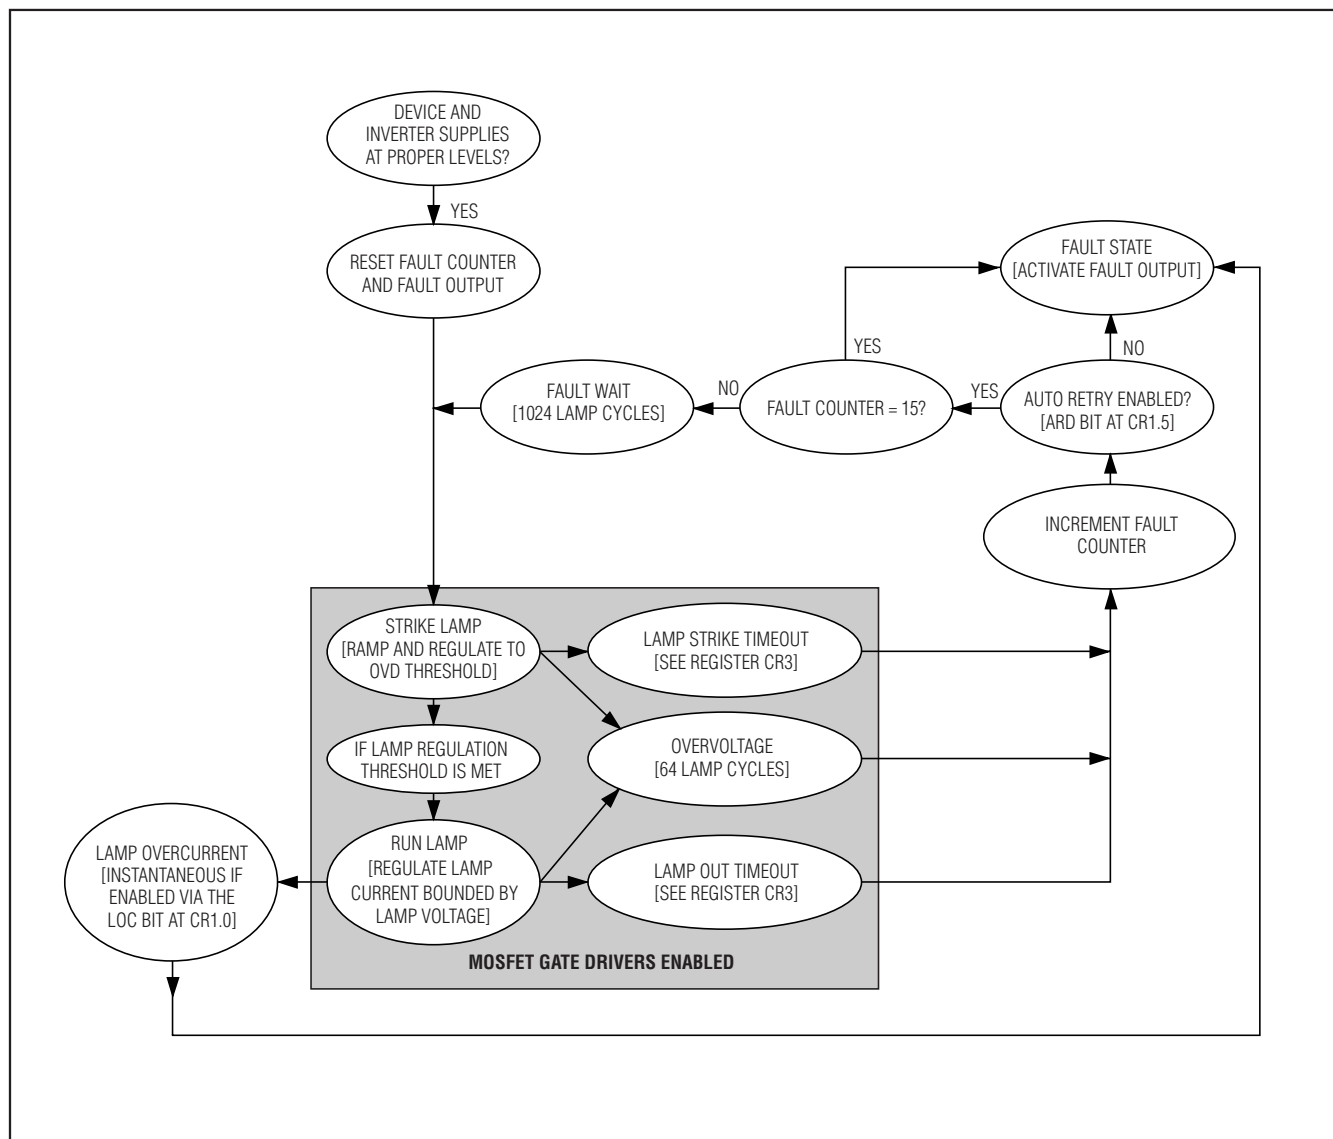 DEVICE AND
INVERTER SUPPLIES
AT PROPER LEVELS?
YES
RESET FAULT COUNTER
AND FAULT OUTPUT
FAULT STATE
[ACTIVATE FAULT OUTPUT]
YES
NO
FAULT WAIT
[1024 LAMP CYCLES]
NO
FAULT COUNTER = 15?
YES
AUTO RETRY ENABLED?
[ARD BIT AT CR1.5]
INCREMENT FAULT
COUNTER
STRIKE LAMP
[RAMP AND REGULATE TO
OVD THRESHOLD]
LAMP STRIKE TIMEOUT
[SEE REGISTER CR3]
IF LAMP REGULATION
THRESHOLD IS MET
OVERVOLTAGE
[64 LAMP CYCLES]
LAMP OVERCURRENT
[INSTANTANEOUS IF
ENABLED VIA THE
LOC BIT AT CR1.0]
RUN LAMP
[REGULATE LAMP
CURRENT BOUNDED BY
LAMP VOLTAGE]
LAMP OUT TIMEOUT
[SEE REGISTER CR3]
MOSFET GATE DRIVERS ENABLED